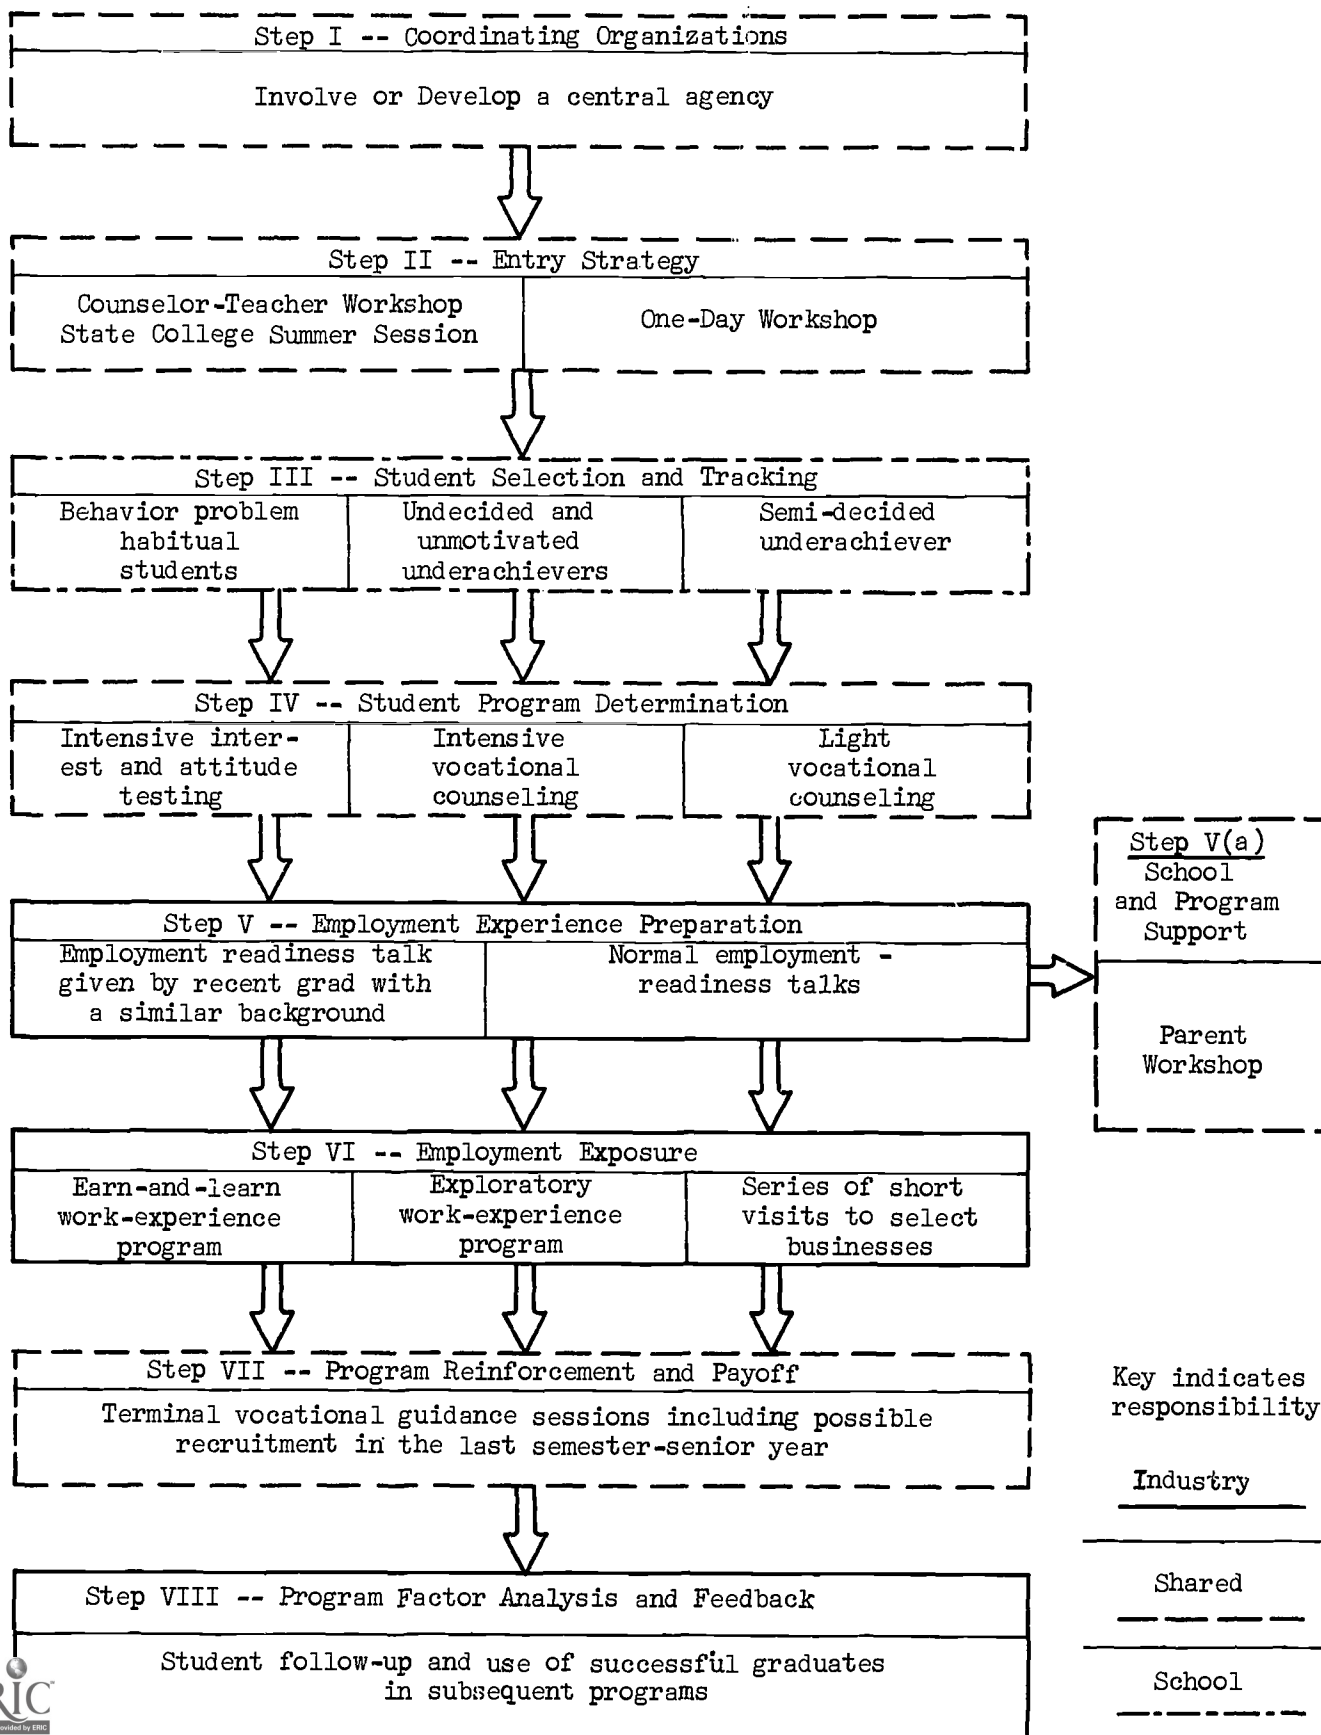 Step I -- Coordinating Organizations
Involve or Develop a central agency
Step II -- Entry Strategy
Counselor-Teacher Workshop
State College Summer Session
One-Day Workshop
Step III -- Student Selection and Tracking
Behavior problem
habitual
students
Undecided and
unmotivated
underachievers
Semi-decided
underachiever
Step IV -- Student Program Determination
Intensive inter-
est and attitude
testing
Intensive
vocational
counseling
Light
vocational
counseling
Step V -- Employment Experience Preparation
Employment readiness talk
given by recent grad with
a similar background
Normal employment -
readiness talks
Step V(a)
School
and Program
Support
Parent
Workshop
Step VI -- Employment Exposure
Earn-and-learn
work-experience
program
Exploratory
work-experience
program
Series of short
visits to select
businesses
Step VII -- Program Reinforcement and Payoff
Terminal vocational guidance sessions including possible
recruitment in the last semester-senior year
Key indicates
responsibility
Industry
Shared
School
Step VIII -- Program Factor Analysis and Feedback
Student follow-up and use of successful graduates
in subsequent programs
RIC
ovided by ERIC